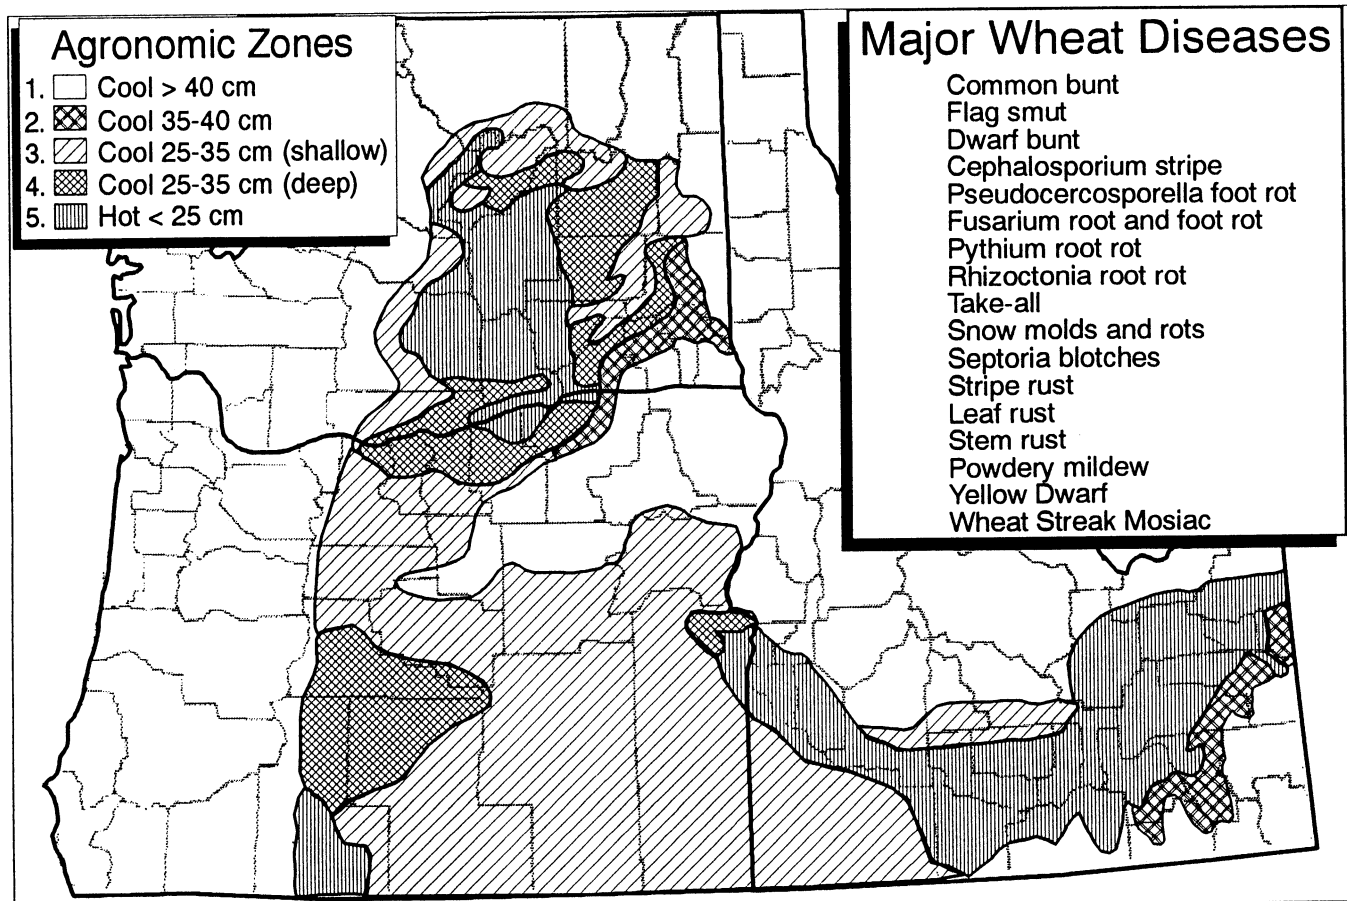 Agronomic Zones
1. Cool > 40 cm
2. Cool 35-40 cm
3. Cool 25-35 cm (shallow)
4. Cool 25-35 cm (deep)
5. Hot < 25 cm
Major Wheat Diseases
Common bunt
Flag smut
Dwarf bunt
Cephalosporium stripe
Pseudocercosporella foot rot
Fusarium root and foot rot
Pythium root rot
Rhizoctonia root rot
Take-all
Snow molds and rots
Septoria blotches
Stripe rust
Leaf rust
Stem rust
Powdery mildew
Yellow Dwarf
Wheat Streak Mosiac